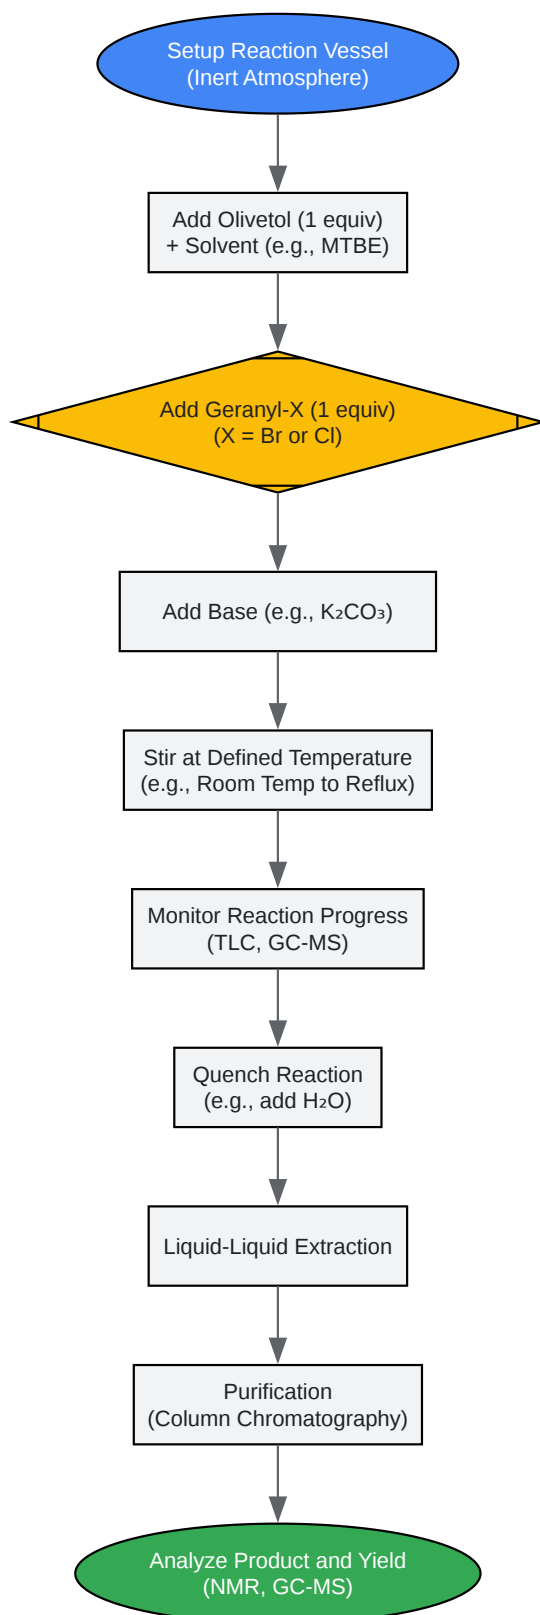 Setup Reaction Vessel
(Inert Atmosphere)
Add Olivetol (1 equiv)
+ Solvent (e.g., MTBE)
Add Geranyl-X (1 equiv)
(X = Br or Cl)
Add Base (e.g., K₂CO₃)
Stir at Defined Temperature
(e.g., Room Temp to Reflux)
Monitor Reaction Progress
(TLC, GC-MS)
Quench Reaction
(e.g., add H₂O)
Liquid-Liquid Extraction
Purification
(Column Chromatography)
Analyze Product and Yield
(NMR, GC-MS)